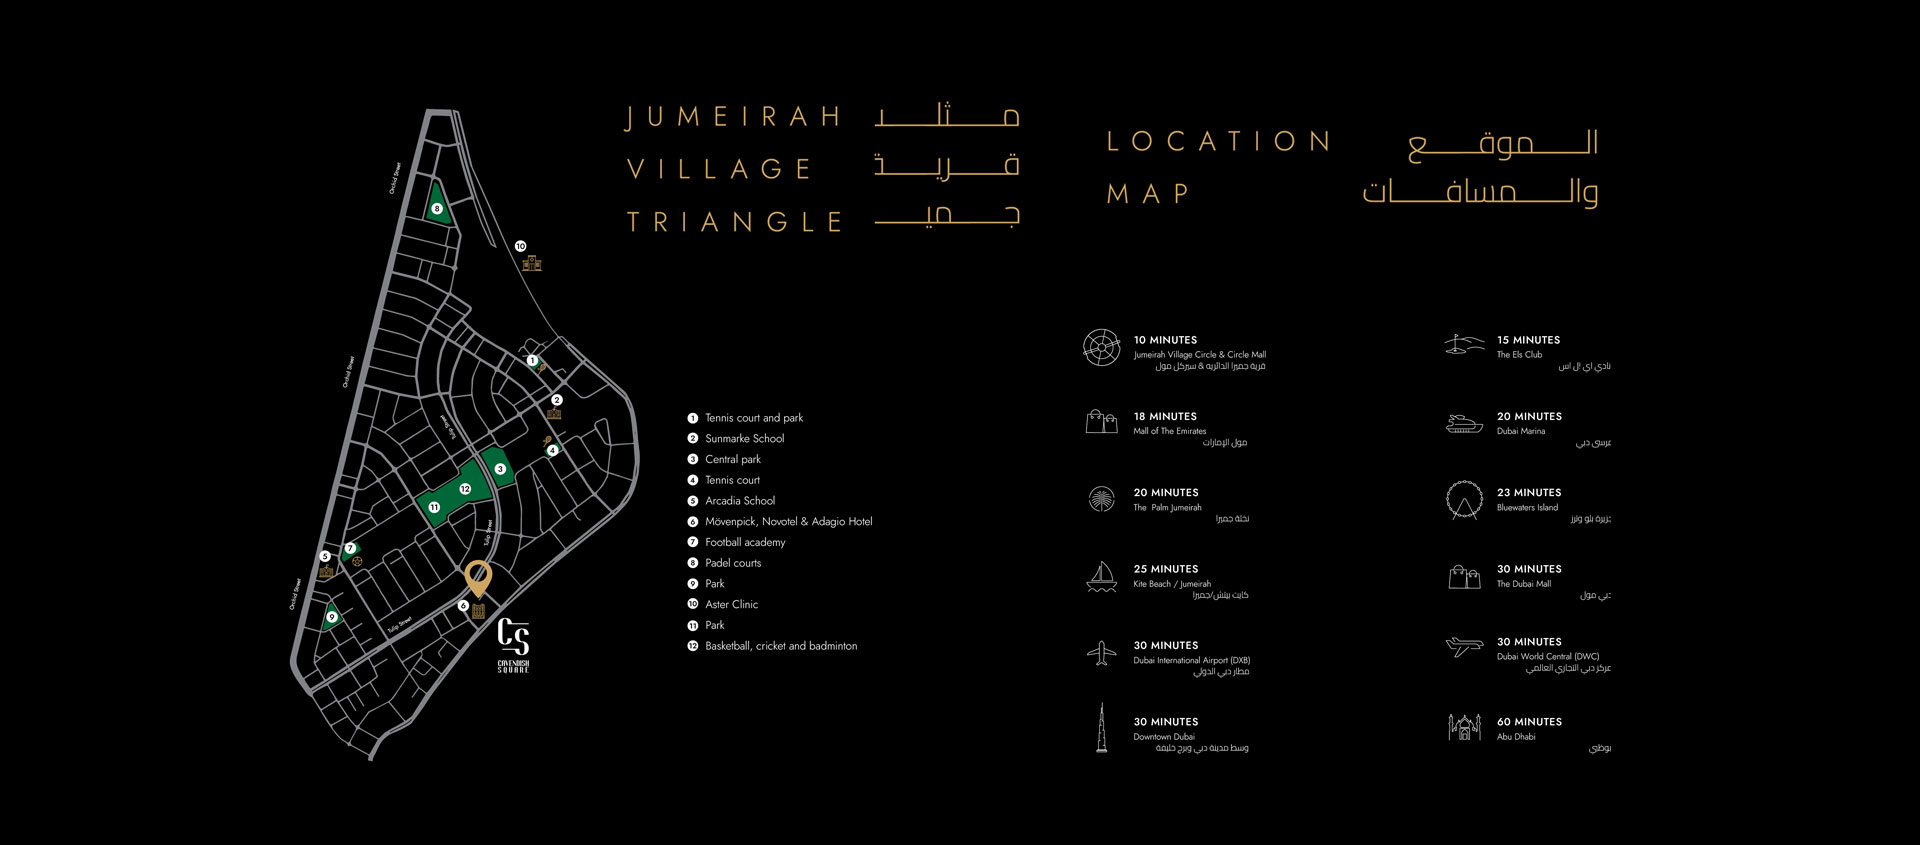 JUMEIRAH
VILLAGE
TRIANGLE
مثلث
قرية
جميرا
LOCATION
MAP
الموقع
والمسافات
Orchid Street
Orchid Street
Orchid Street
Tulip Street
Tulip Street
Tulip Street
8
10
1
2
4
3
12
11
5
7
9
6
CS
CAVENDISH
SQUARE
1 Tennis court and park
2 Sunmarke School
3 Central park
4 Tennis court
5 Arcadia School
6 Mövenpick, Novotel & Adagio Hotel
7 Football academy
8 Padel courts
9 Park
10 Aster Clinic
11 Park
12 Basketball, cricket and badminton
10 MINUTES
Jumeirah Village Circle & Circle Mall
قرية جميرا الدائريه & سيركل مول
18 MINUTES
Mall of The Emirates
مول الإمارات
20 MINUTES
The Palm Jumeirah
نخلة جميرا
25 MINUTES
Kite Beach / Jumeirah
كايت بيتش/جميرا
30 MINUTES
Dubai International Airport (DXB)
مطار دبي الدولي
30 MINUTES
Downtown Dubai
وسط مدينة دبي وبرج خليفة
15 MINUTES
The Els Club
نادي اي ال اس
20 MINUTES
Dubai Marina
مرسى دبي
23 MINUTES
Bluewaters Island
جزيرة بلو وترز
30 MINUTES
The Dubai Mall
دبي مول
30 MINUTES
Dubai World Central (DWC)
مركز دبي التجاري العالمي
60 MINUTES
Abu Dhabi
بوظبي